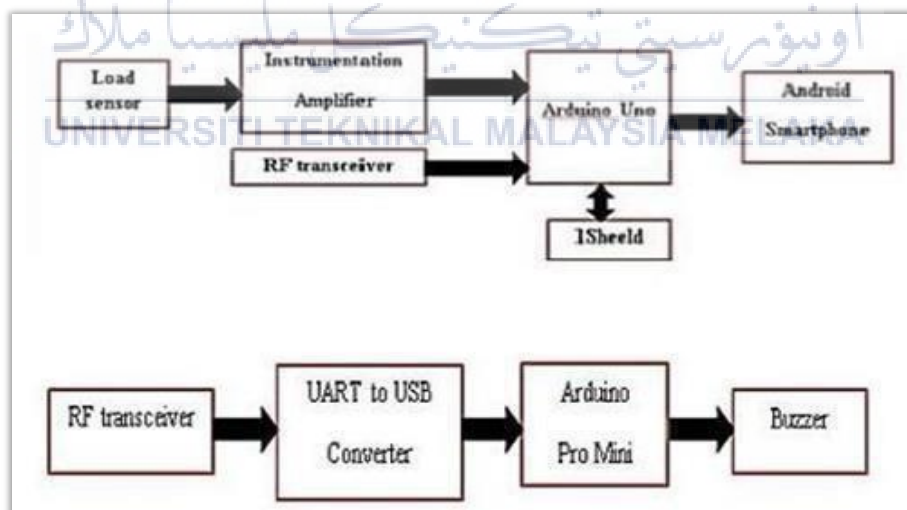 اونيۏرسيتي تيكنيكل مليسيا ملاك
Load
sensor
Instrumentation
Amplifier
Arduino Uno
Android
Smartphone
UNIVERSITI TEKNIKAL MALAYSIA MELAKA
RF transceiver
1Sheeld
RF transceiver
UART to USB
Converter
Arduino
Pro Mini
Buzzer